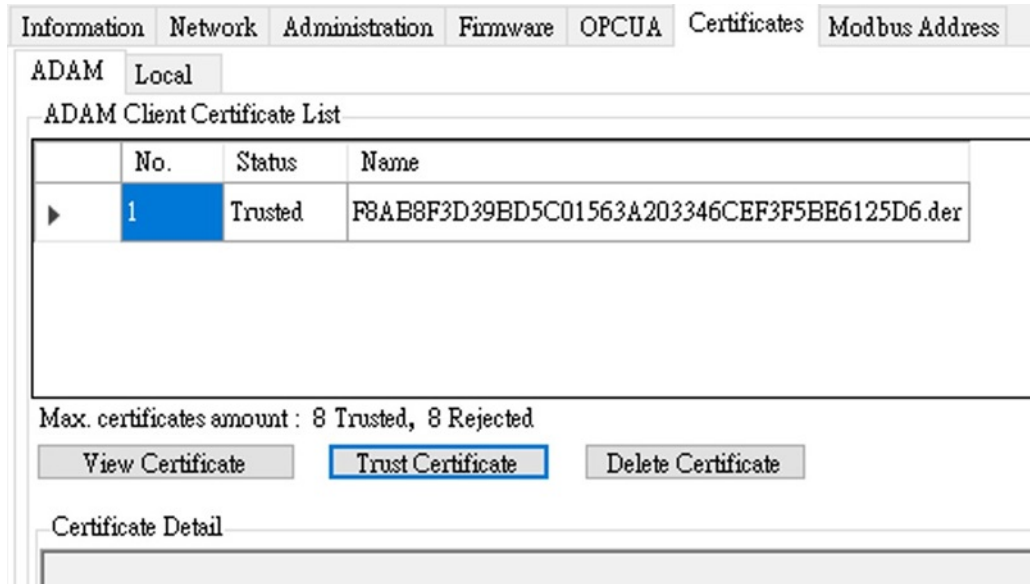 Information Network Administration Firmware OPCUA Certificates Modbus Address
ADAM Local
ADAM Client Certificate List
No. Status Name
1 Trusted F8AB8F3D39BD5C01563A203346CEF3F5BE6125D6.der
Max. certificates amount : 8 Trusted, 8 Rejected
View Certificate Trust Certificate Delete Certificate
Certificate Detail